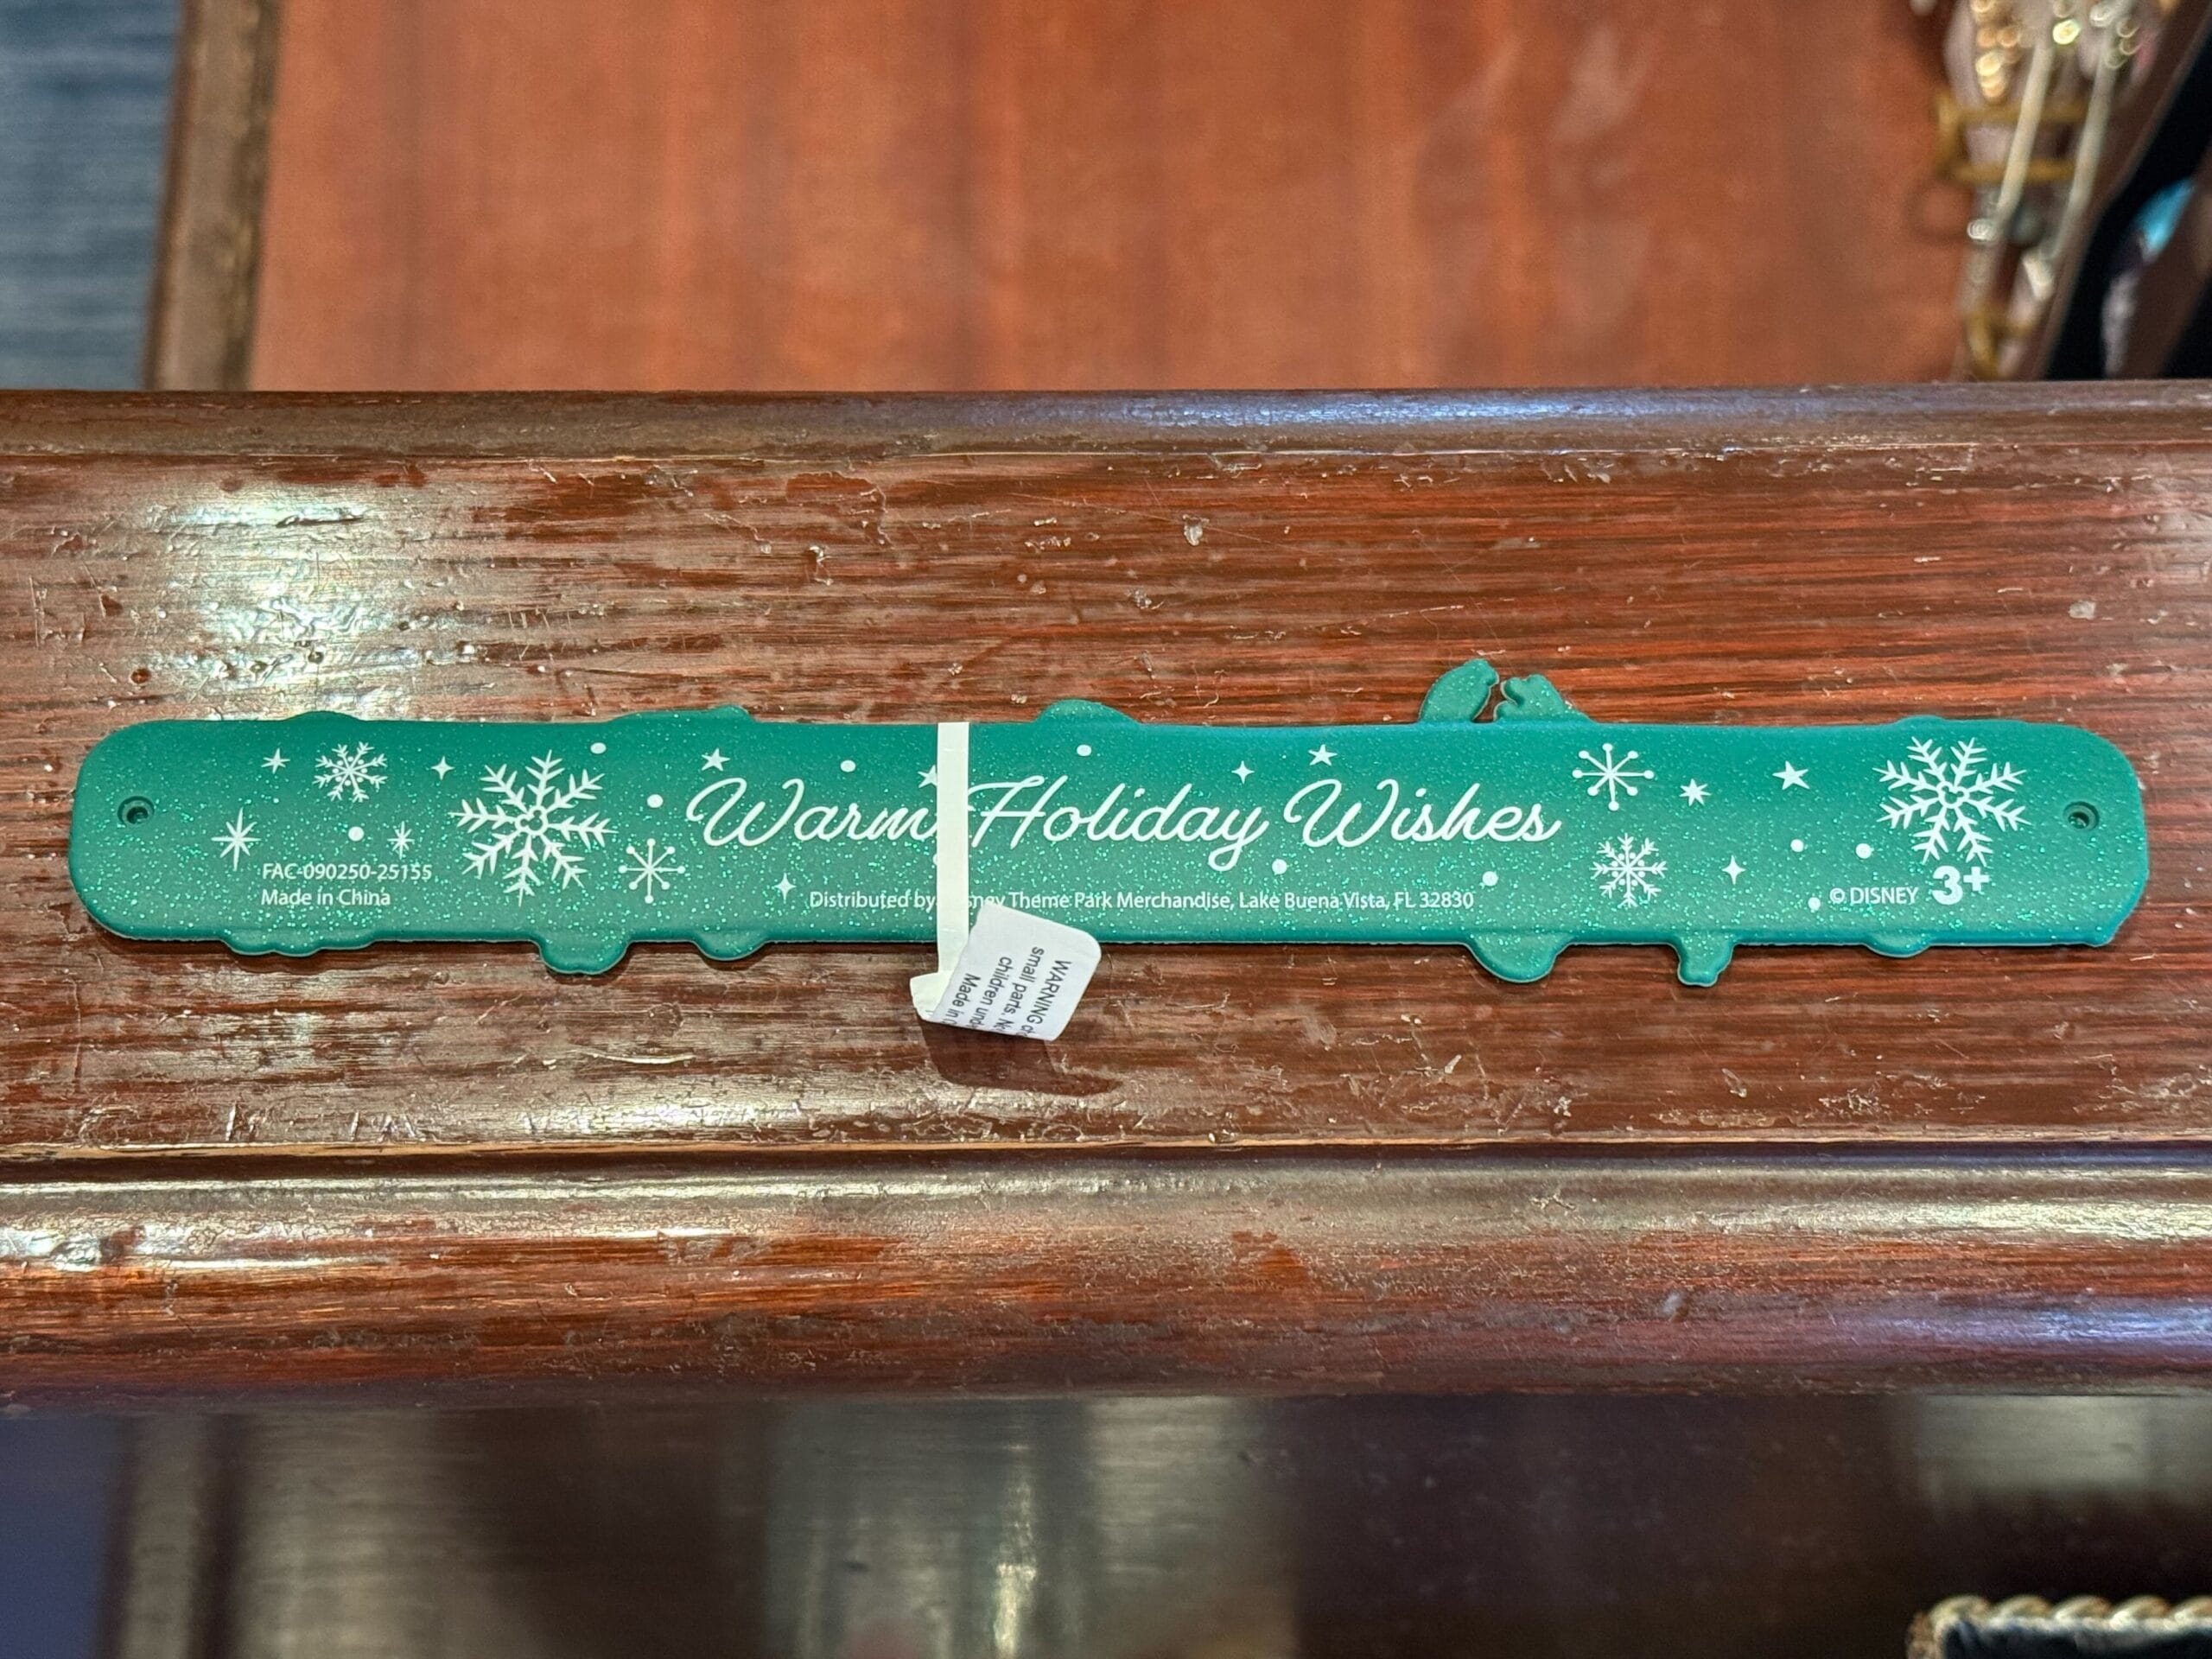 Warm Holiday Wishes
FAC-090250-25155
Made in China
Distributed by Theme Park Merchandise, Lake Buena Vista, FL 32830
© DISNEY 3+
WARNING
small parts.
children
Made in